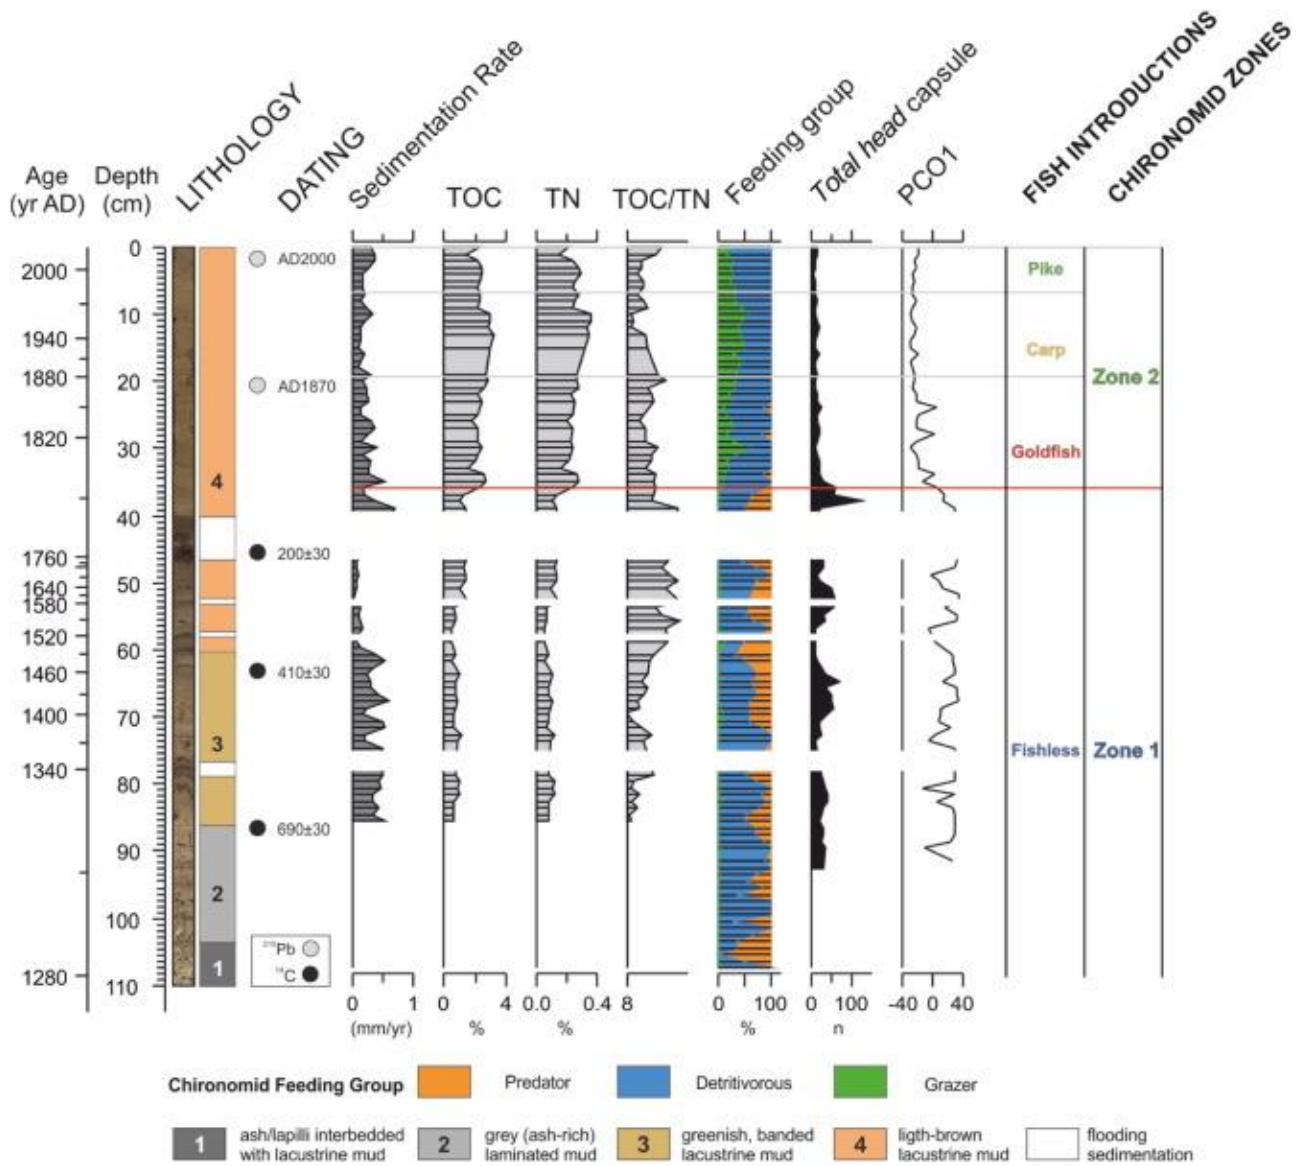 Age
(yr AD)
Depth
(cm)
LITHOLOGY
DATING
Sedimentation Rate
TOC
TN
TOC/TN
Feeding group
Total head capsule
PCO1
FISH INTRODUCTIONS
CHIRONOMID ZONES
2000
1940
1880
1820
1760
1640
1580
1520
1460
1400
1340
1280
0
10
20
30
40
50
60
70
80
90
100
110
4
3
2
1
AD2000
AD1870
200±30
410±30
690±30
²¹⁰Pb
¹⁴C
Pike
Carp
Goldfish
Fishless
Zone 2
Zone 1
0 1
(mm/yr)
0 4
%
0.0 0.4
%
8
0 100
%
0 100
n
-40 0 40
Chironomid Feeding Group
Predator
Detritivorous
Grazer
1 ash/lapilli interbedded
with lacustrine mud
2 grey (ash-rich)
laminated mud
3 greenish, banded
lacustrine mud
4 ligth-brown
lacustrine mud
flooding
sedimentation